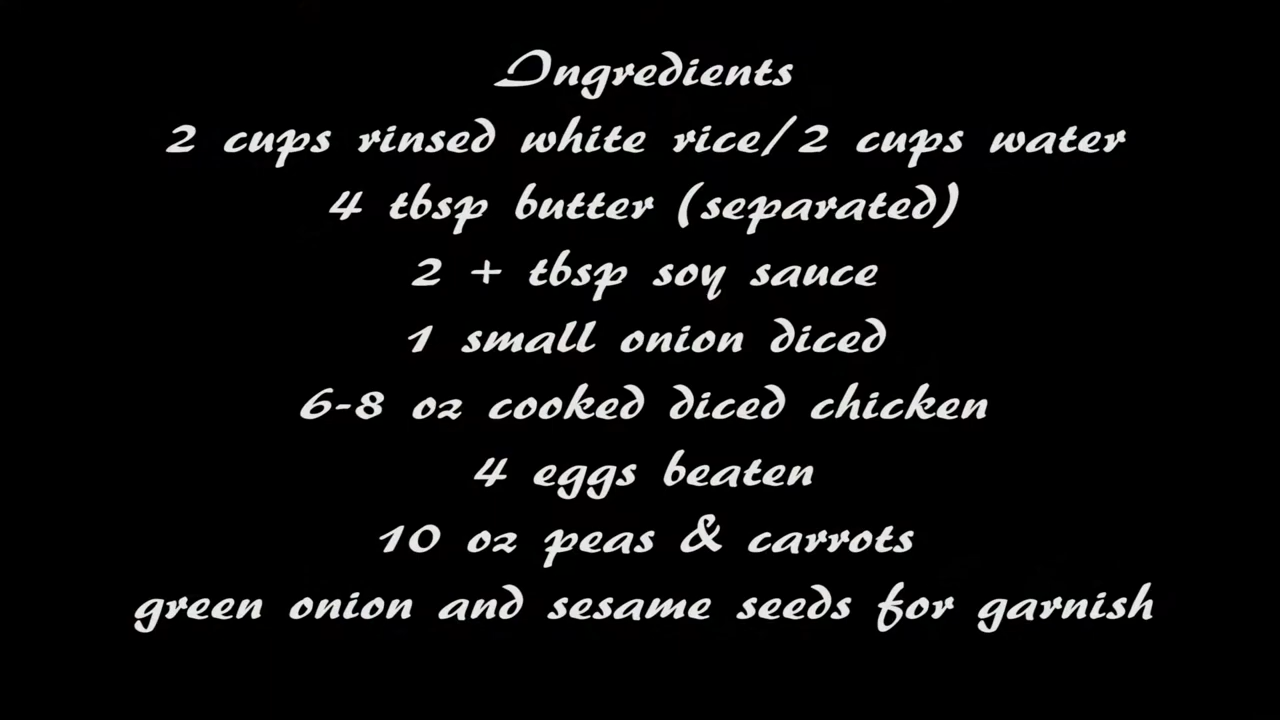 Ingredients
2 cups rinsed white rice/2 cups water
4 tbsp butter (separated)
2 + tbsp soy sauce
1 small onion diced
6-8 oz cooked diced chicken
4 eggs beaten
10 oz peas & carrots
green onion and sesame seeds for garnish